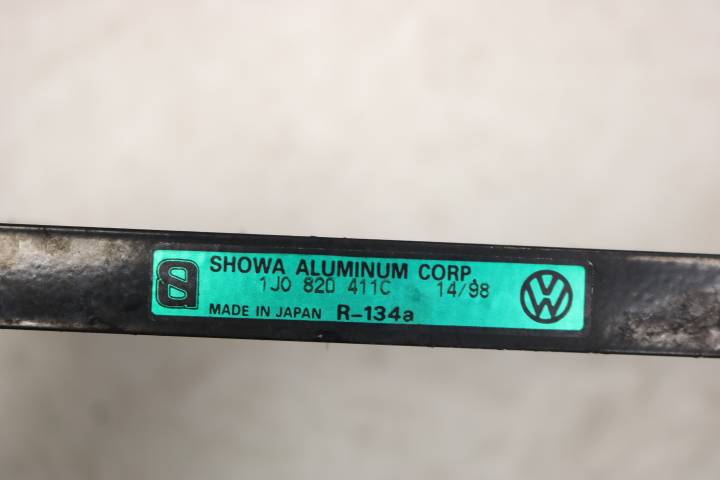 SHOWA ALUMINUM CORP.
1J0 820 411C 14/98
MADE IN JAPAN R-134a